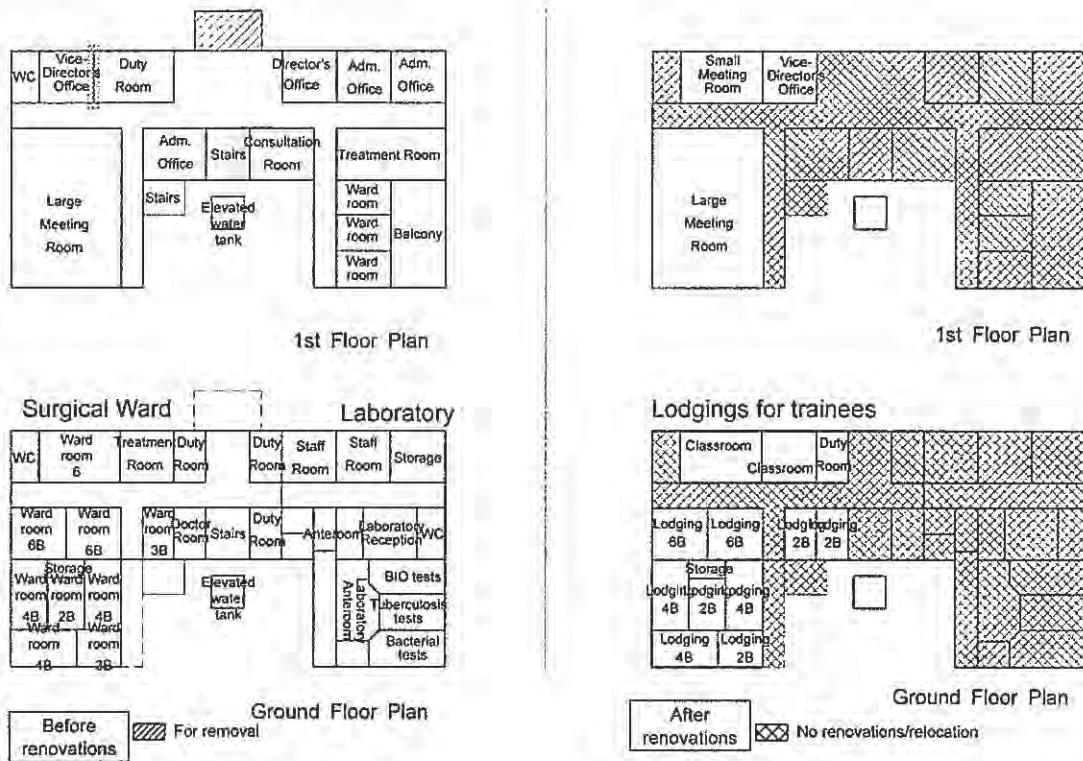 WC
Vice-
Director's
Office
Duty
Room
Director's
Office
Adm.
Office
Adm.
Office
Adm.
Office
Stairs
Consultation
Room
Treatment Room
Stairs
Large
Meeting
Room
Elevated
water
tank
Ward
room
Ward
room
Ward
room
Balcony
1st Floor Plan
Small
Meeting
Room
Vice-
Director's
Office
Large
Meeting
Room
1st Floor Plan
Surgical Ward
Laboratory
WC
Ward
room
6
Treatment
Room
Duty
Room
Duty
Room
Staff
Room
Staff
Room
Storage
Ward
room
6B
Ward
room
6B
Ward
room
3B
Doctor
Room
Stairs
Duty
Room
Anteroom
Laboratory
Reception
WC
Storage
Ward
room
4B
Ward
room
2B
Ward
room
4B
Ward
room
4B
Ward
room
3B
Elevated
water
tank
Laboratory
Anteroom
BIO tests
Tuberculosis
tests
Bacterial
tests
Ground Floor Plan
Before
renovations
For removal
Lodgings for trainees
Classroom
Classroom
Duty
Room
Lodging
6B
Lodging
6B
Lodging
2B
Lodging
2B
Storage
Lodging
4B
Lodging
2B
Lodging
4B
Lodging
4B
Lodging
2B
Ground Floor Plan
After
renovations
No renovations/relocation